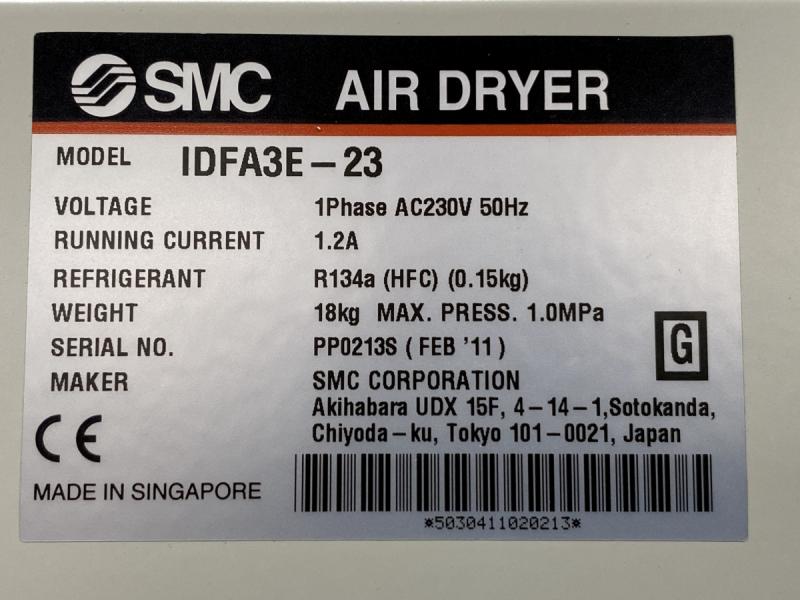 SMC AIR DRYER
MODEL IDFA3E-23
VOLTAGE 1Phase AC230V 50Hz
RUNNING CURRENT 1.2A
REFRIGERANT R134a (HFC) (0.15kg)
WEIGHT 18kg MAX. PRESS. 1.0MPa
SERIAL NO. PP0213S ( FEB '11 )
G
MAKER SMC CORPORATION
Akihabara UDX 15F, 4-14-1,Sotokanda,
Chiyoda-ku, Tokyo 101-0021, Japan
CE
MADE IN SINGAPORE
*5030411020213*